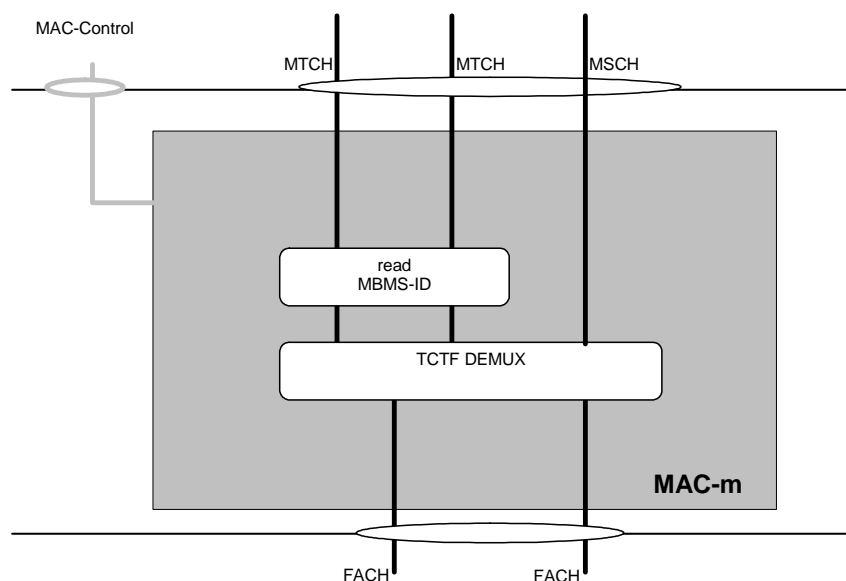 MAC-Control
MTCH
MTCH
MSCH
read
MBMS-ID
TCTF DEMUX
MAC-m
FACH
FACH